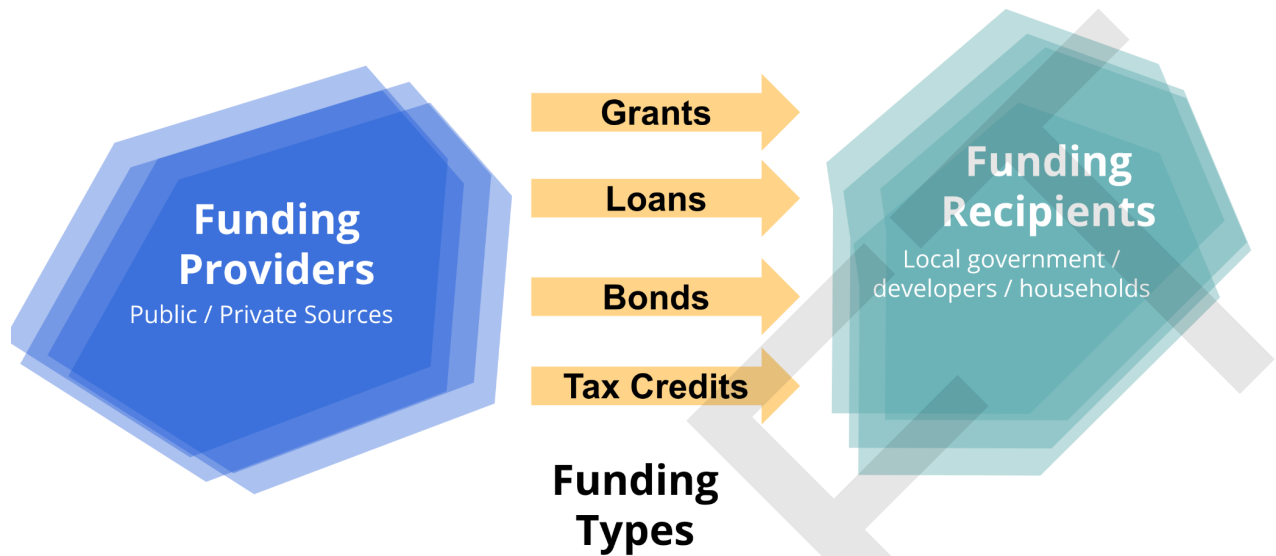 Funding
Providers
Public / Private Sources
Grants
Loans
Bonds
Tax Credits
Funding
Types
Funding
Recipients
Local government /
developers / households